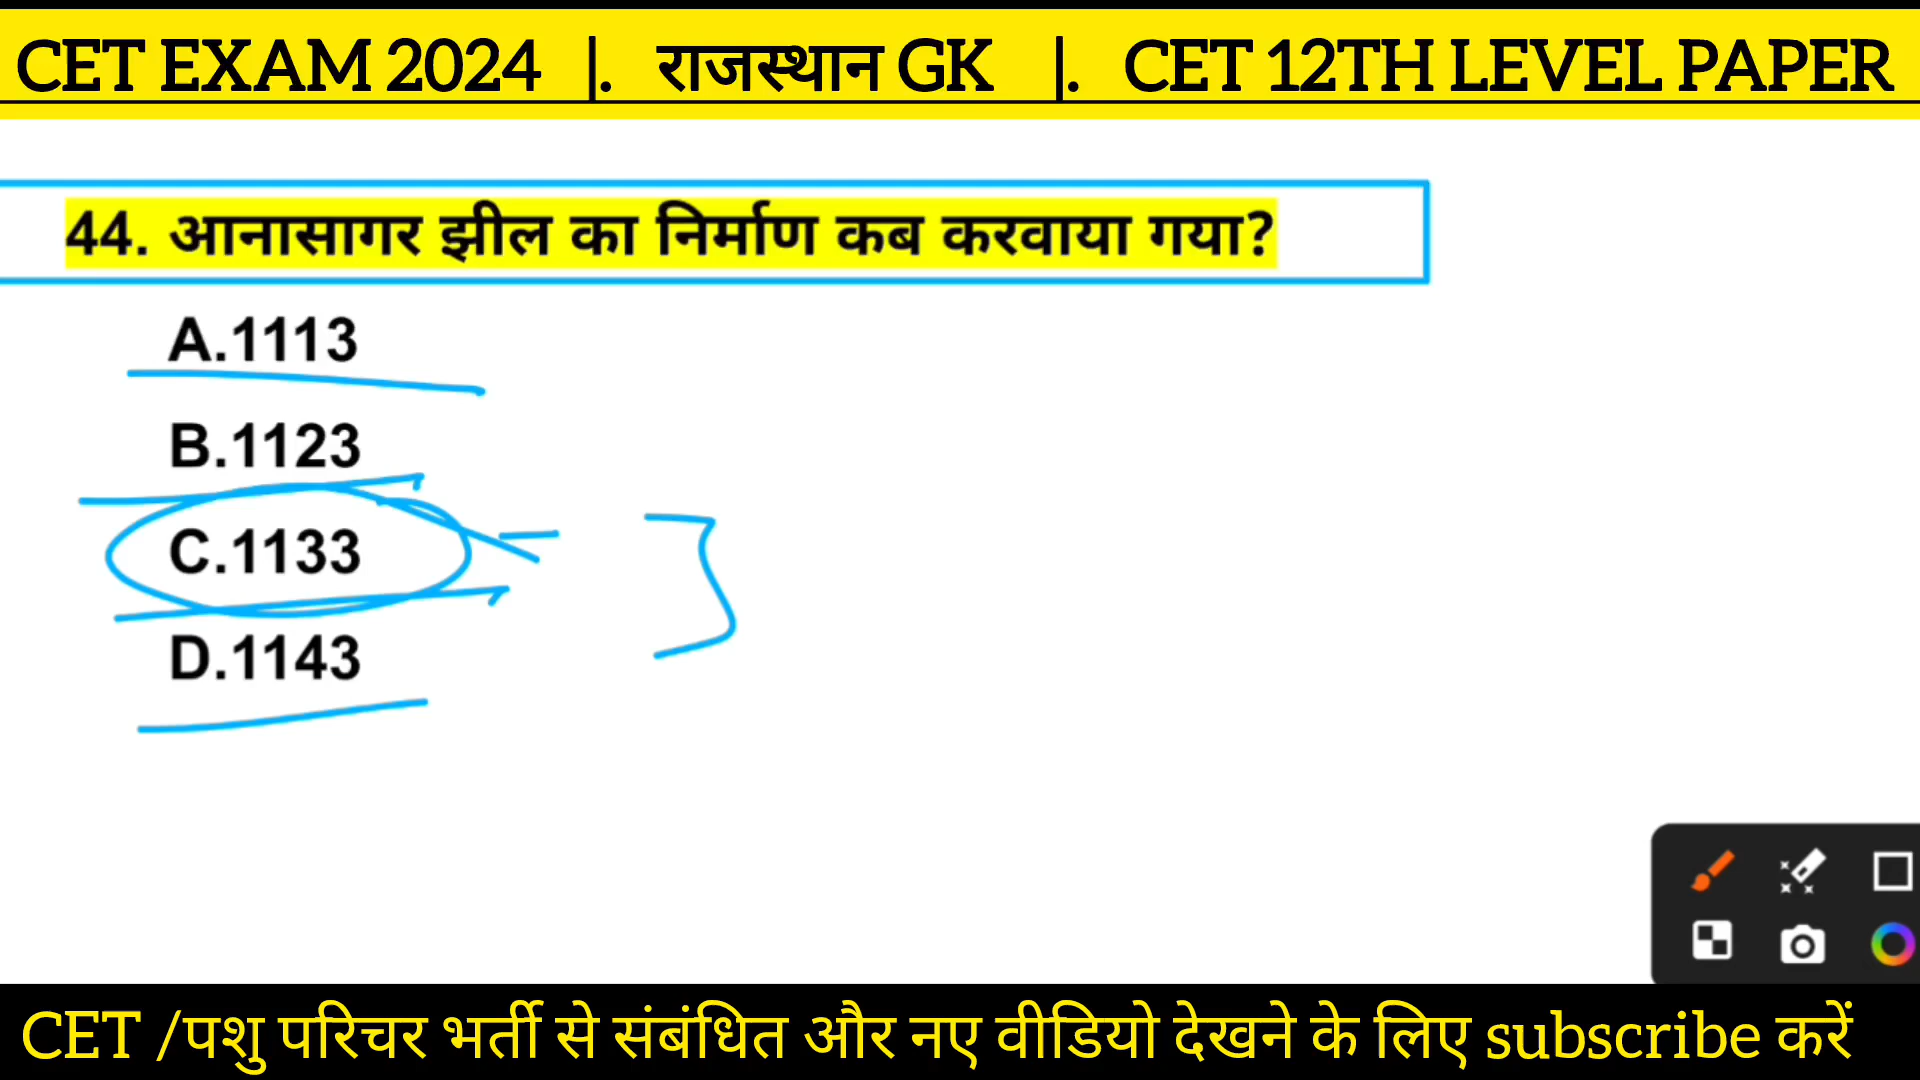 CET EXAM 2024 |. राजस्थान GK |. CET 12TH LEVEL PAPER
44. आनासागर झील का निर्माण कब करवाया गया?
A.1113
B.1123
C.1133
D.1143
CET /पशु परिचर भर्ती से संबंधित और नए वीडियो देखने के लिए subscribe करें